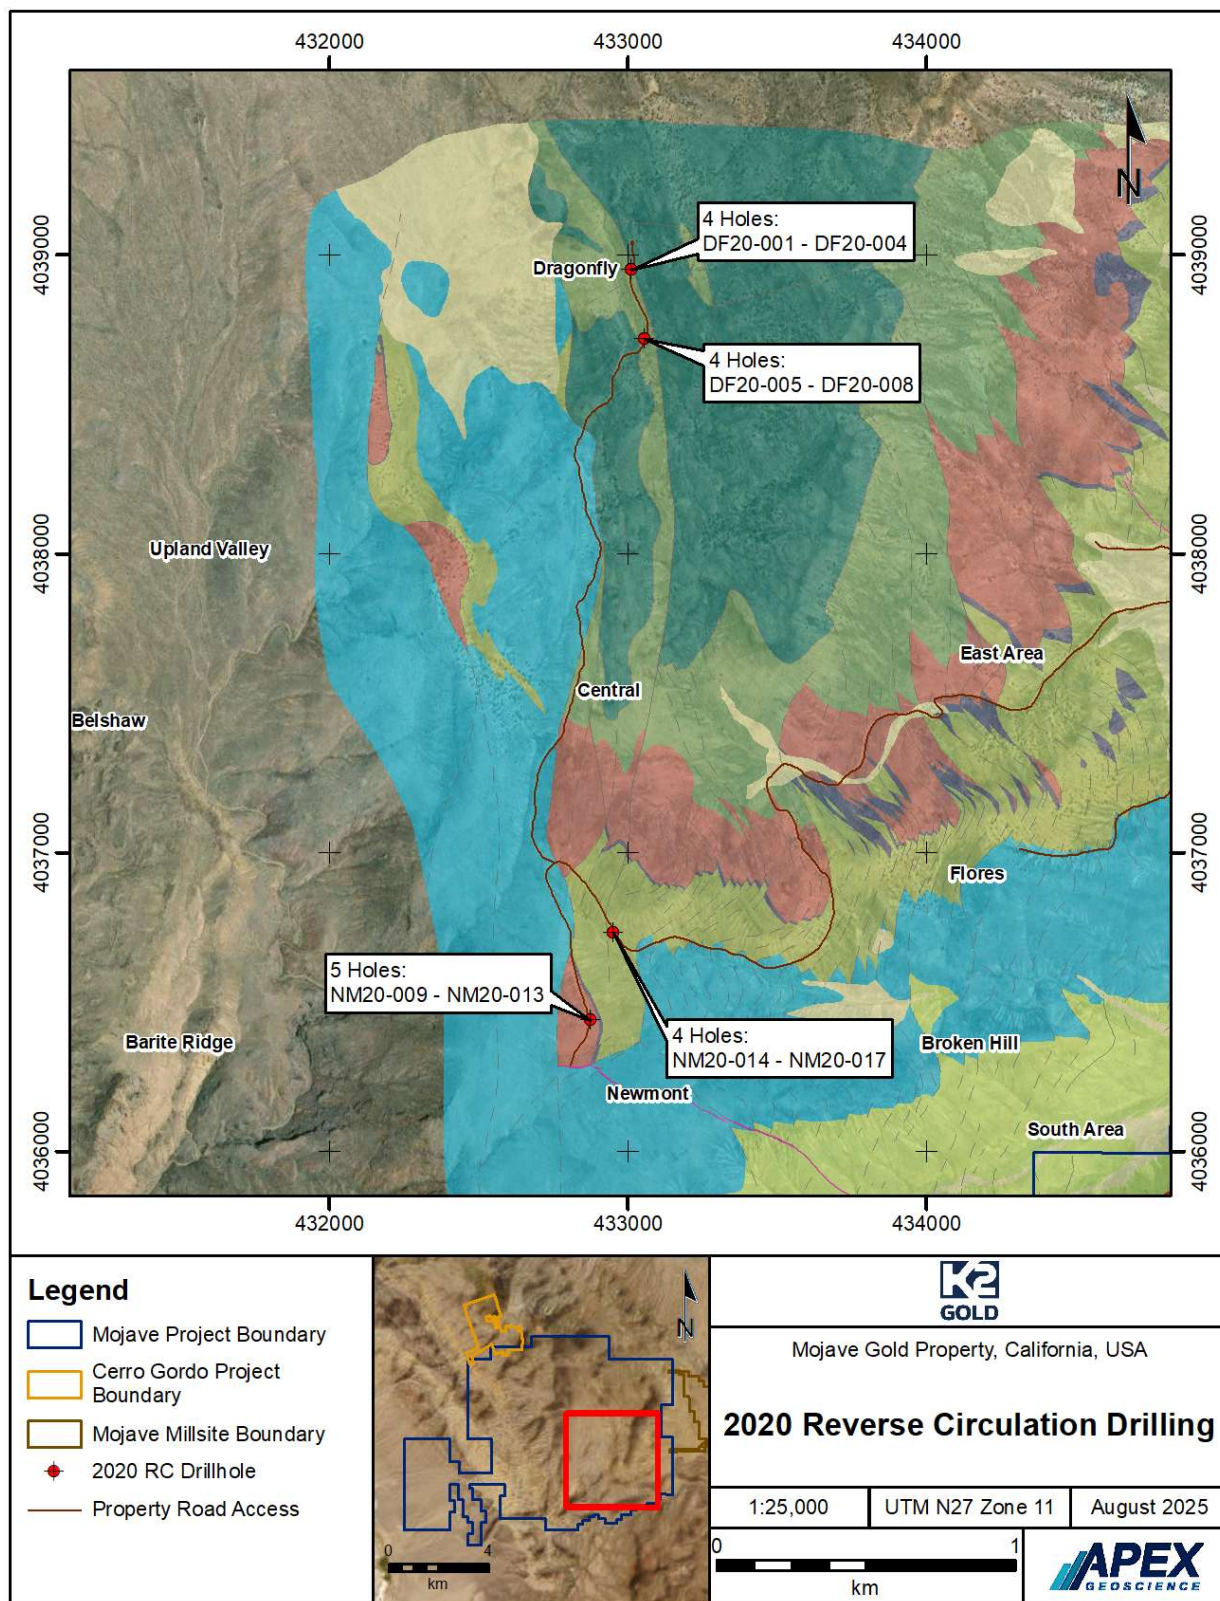 432000
433000
434000
4039000
4039000
4 Holes:
DF20-001 - DF20-004
Dragonfly
4 Holes:
DF20-005 - DF20-008
N
4038000
4038000
Upland Valley
East Area
Central
Belshaw
4037000
4037000
Flores
5 Holes:
NM20-009 - NM20-013
4 Holes:
NM20-014 - NM20-017
Barite Ridge
Broken Hill
Newmont
South Area
4036000
4036000
432000
433000
434000
Legend
Mojave Project Boundary
Cerro Gordo Project
Boundary
Mojave Millsite Boundary
2020 RC Drillhole
Property Road Access
N
0
4
km
K2
GOLD
Mojave Gold Property, California, USA
2020 Reverse Circulation Drilling
1:25,000
UTM N27 Zone 11
August 2025
0
1
km
APEX
GEOSCIENCE